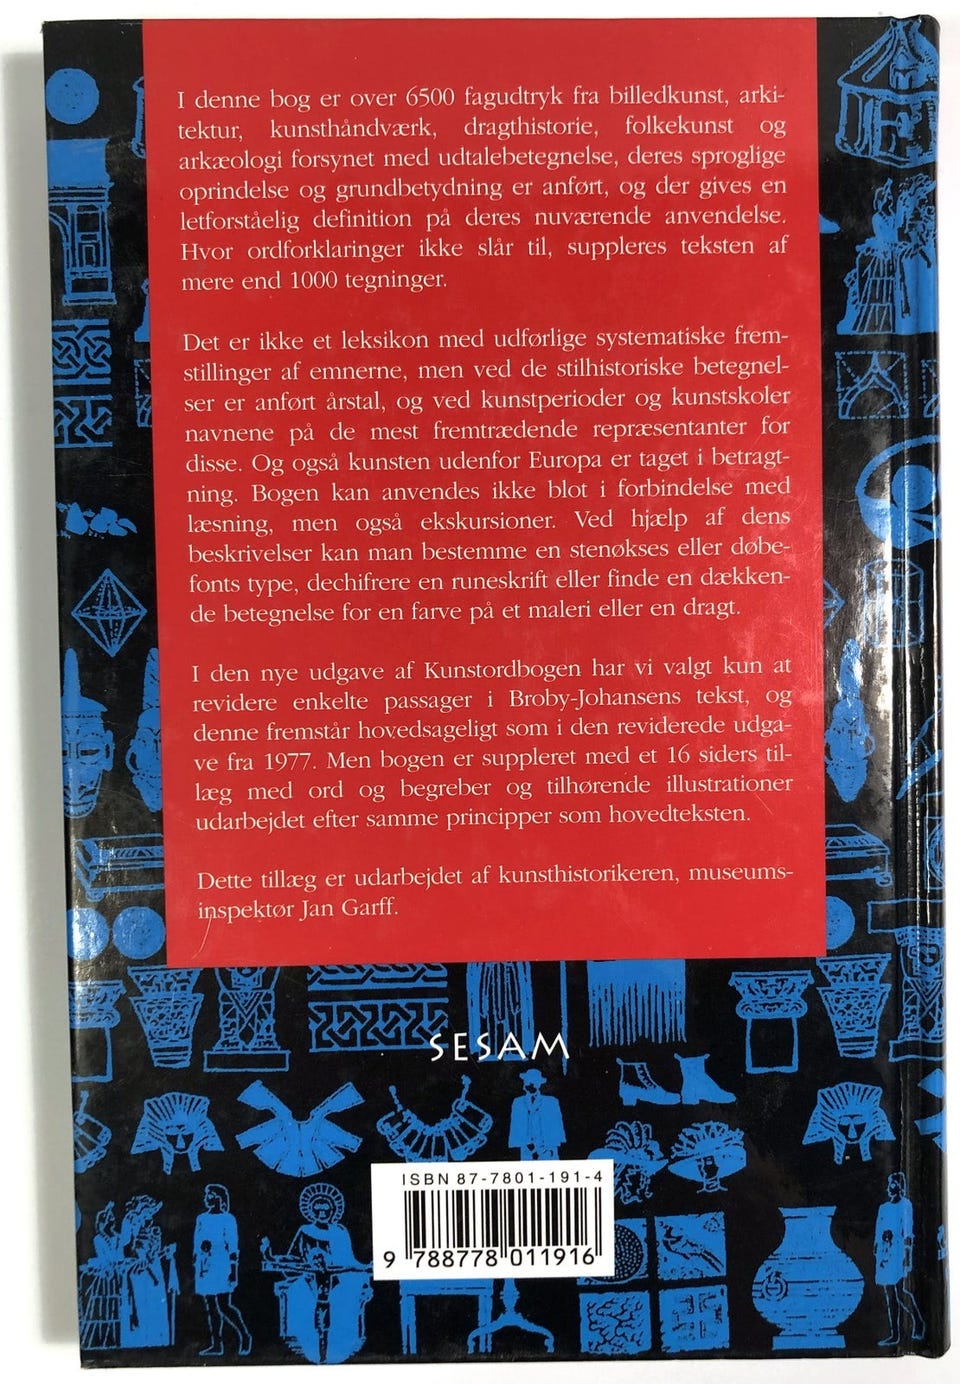 I denne bog er over 6500 fagudtryk fra billedkunst, arki-
tektur, kunsthåndværk, dragthistorie, folkekunst og
arkæologi forsynet med udtalebetegnelse, deres sproglige
oprindelse og grundbetydning er anført, og der gives en
letforståelig definition på deres nuværende anvendelse.
Hvor ordforklaringer ikke slår til, suppleres teksten af
mere end 1000 tegninger.
Det er ikke et leksikon med udførlige systematiske frem-
stillinger af emnerne, men ved de stilhistoriske betegnel-
ser er anført årstal, og ved kunstperioder og kunstskoler
navnene på de mest fremtrædende repræsentanter for
disse. Og også kunsten udenfor Europa er taget i betragt-
ning. Bogen kan anvendes ikke blot i forbindelse med
læsning, men også ekskursioner. Ved hjælp af dens
beskrivelser kan man bestemme en stenøkses eller døbe-
fonts type, dechifrere en runeskrift eller finde en dækken-
de betegnelse for en farve på et maleri eller en dragt.
I den nye udgave af Kunstordbogen har vi valgt kun at
revidere enkelte passager i Broby-Johansens tekst, og
denne fremstår hovedsageligt som i den reviderede udga-
ve fra 1977. Men bogen er suppleret med et 16 siders til-
læg med ord og begreber og tilhørende illustrationer
udarbejdet efter samme principper som hovedteksten.
Dette tillæg er udarbejdet af kunsthistorikeren, museums-
inspektør Jan Garff.
SESAM
ISBN 87-7801-191-4
9 788778 011916